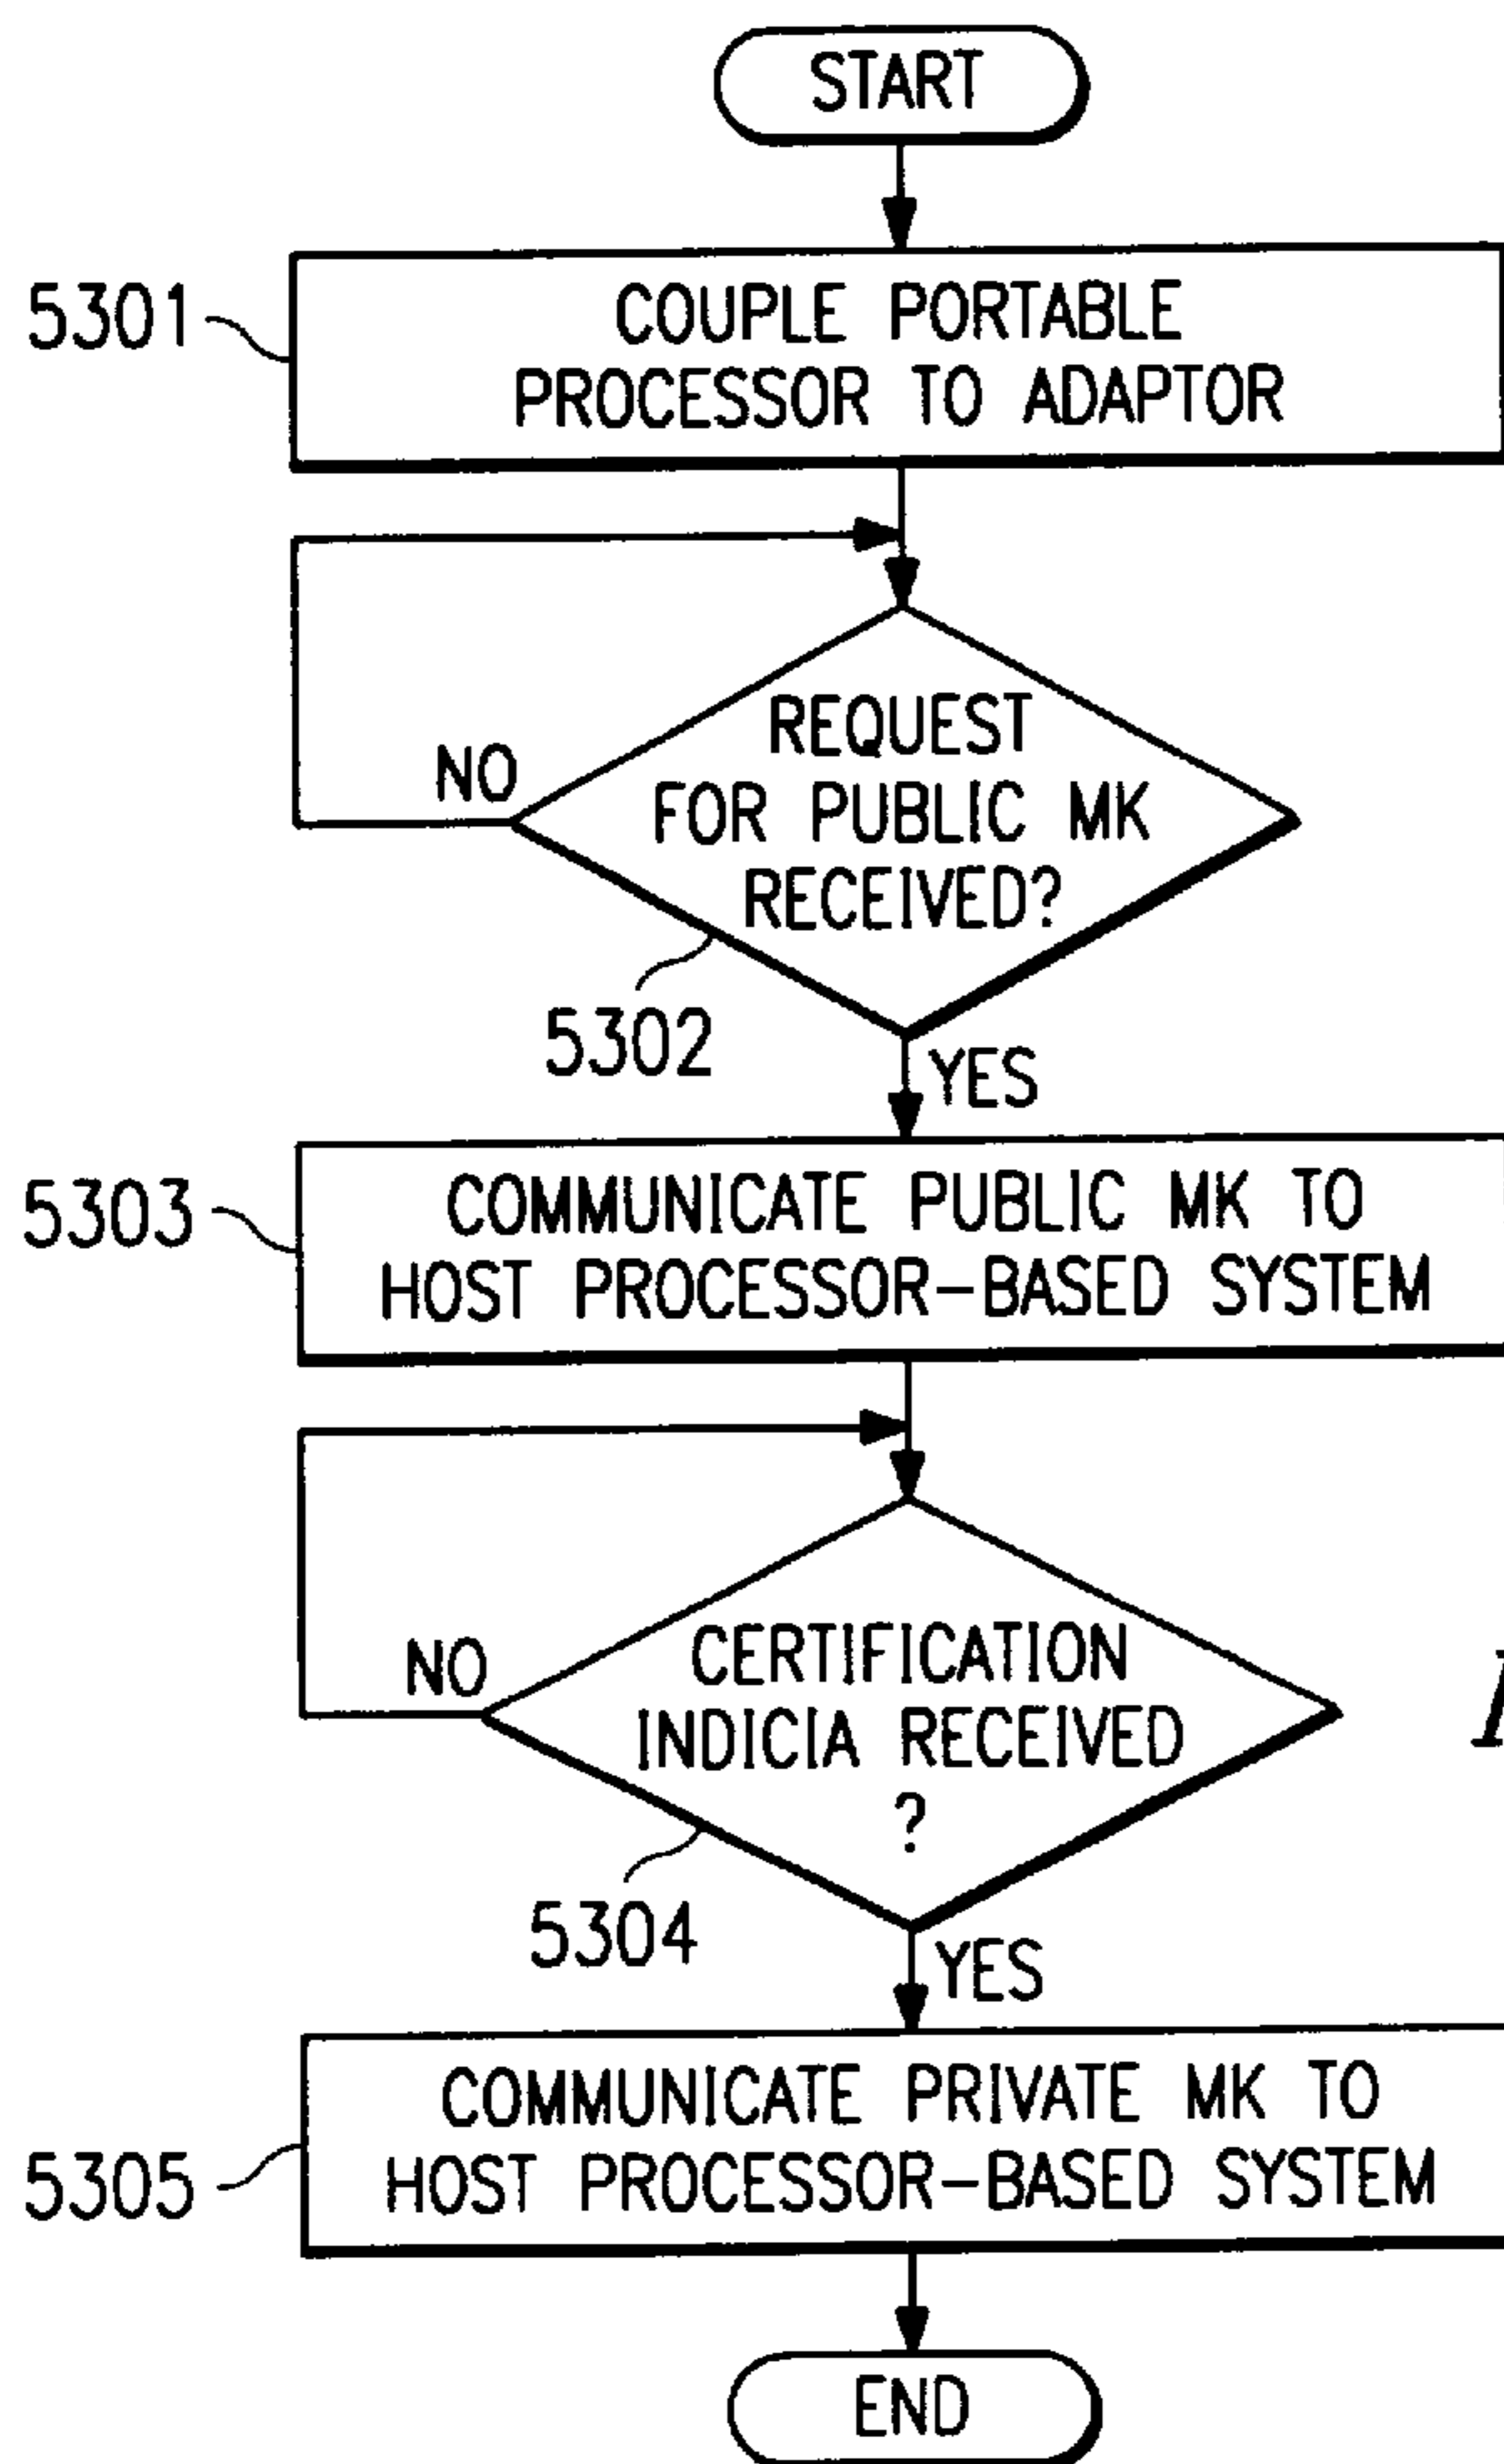 START
5301
COUPLE PORTABLE
PROCESSOR TO ADAPTOR
REQUEST
FOR PUBLIC MK
RECEIVED?
NO
5302
YES
5303
COMMUNICATE PUBLIC MK TO
HOST PROCESSOR-BASED SYSTEM
CERTIFICATION
INDICIA RECEIVED
?
NO
5304
YES
5305
COMMUNICATE PRIVATE MK TO
HOST PROCESSOR-BASED SYSTEM
END